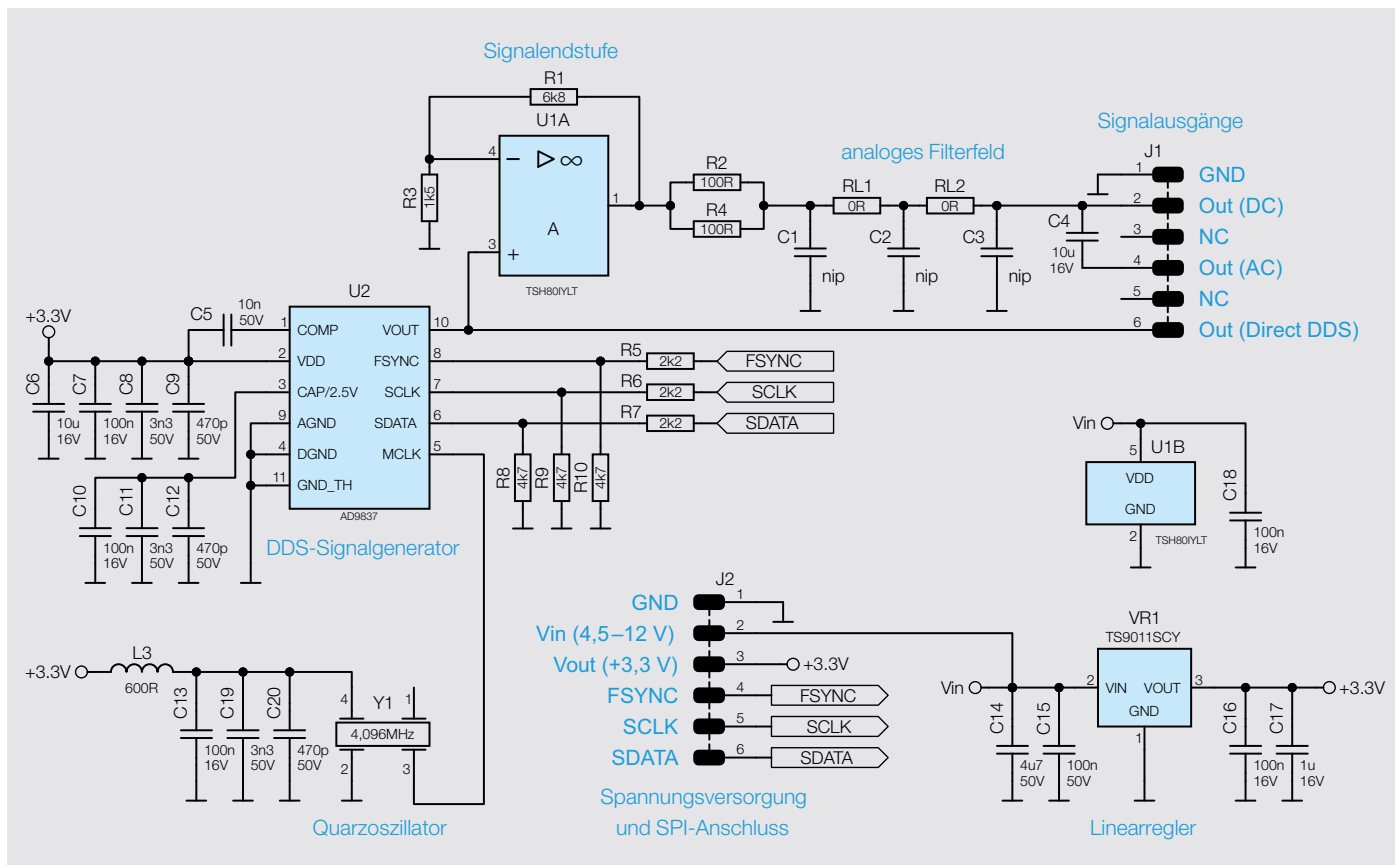 Signalendstufe
R1
6k8
U1A
4
− ▷ ∞
R3
1k5
1
A
3
+
TSH80IYLT
R2
100R
R4
100R
analoges Filterfeld
RL1
0R
RL2
0R
C1
nip
C2
nip
C3
nip
C4
10u
16V
Signalausgänge
J1
1 GND
2 Out (DC)
3 NC
4 Out (AC)
5 NC
6 Out (Direct DDS)
+3.3V
C5
10n
50V
U2
1 COMP VOUT 10
2 VDD FSYNC 8
3 CAP/2.5V SCLK 7
9 AGND SDATA 6
4 DGND MCLK 5
11 GND_TH
AD9837
DDS-Signalgenerator
C6
10u
16V
C7
100n
16V
C8
3n3
50V
C9
470p
50V
C10
100n
16V
C11
3n3
50V
C12
470p
50V
R5
2k2
FSYNC
R6
2k2
SCLK
R7
2k2
SDATA
R8
4k7
R9
4k7
R10
4k7
Vin
5
U1B
VDD
GND
2
TSH80IYLT
C18
100n
16V
+3.3V
L3
600R
C13
100n
16V
C19
3n3
50V
C20
470p
50V
4
1
Y1
4,096MHz
2
3
Quarzoszillator
J2
GND 1
Vin (4,5–12 V) 2
Vout (+3,3 V) 3 +3.3V
FSYNC 4 FSYNC
SCLK 5 SCLK
SDATA 6 SDATA
Spannungsversorgung
und SPI-Anschluss
VR1
TS9011SCY
Vin
2 VIN VOUT 3
GND
1
+3.3V
C14
4u7
50V
C15
100n
50V
C16
100n
16V
C17
1u
16V
Linearregler